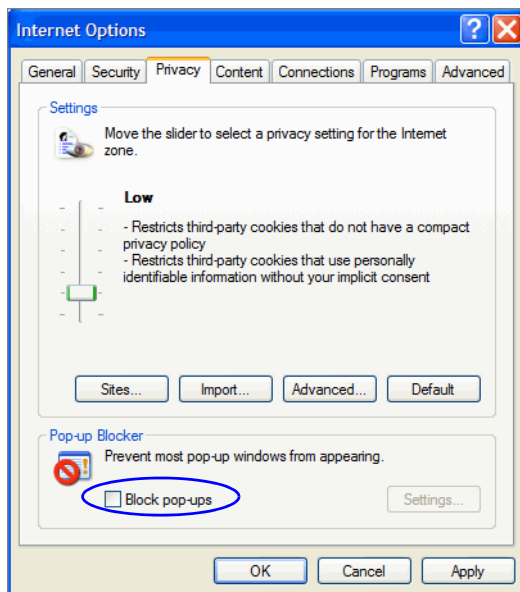 Internet Options
General Security Privacy Content Connections Programs Advanced
Settings
Move the slider to select a privacy setting for the Internet
zone.
Low
- Restricts third-party cookies that do not have a compact
privacy policy
- Restricts third-party cookies that use personally
identifiable information without your implicit consent
Sites... Import... Advanced... Default
Pop-up Blocker
Prevent most pop-up windows from appearing.
Block pop-ups Settings...
OK Cancel Apply